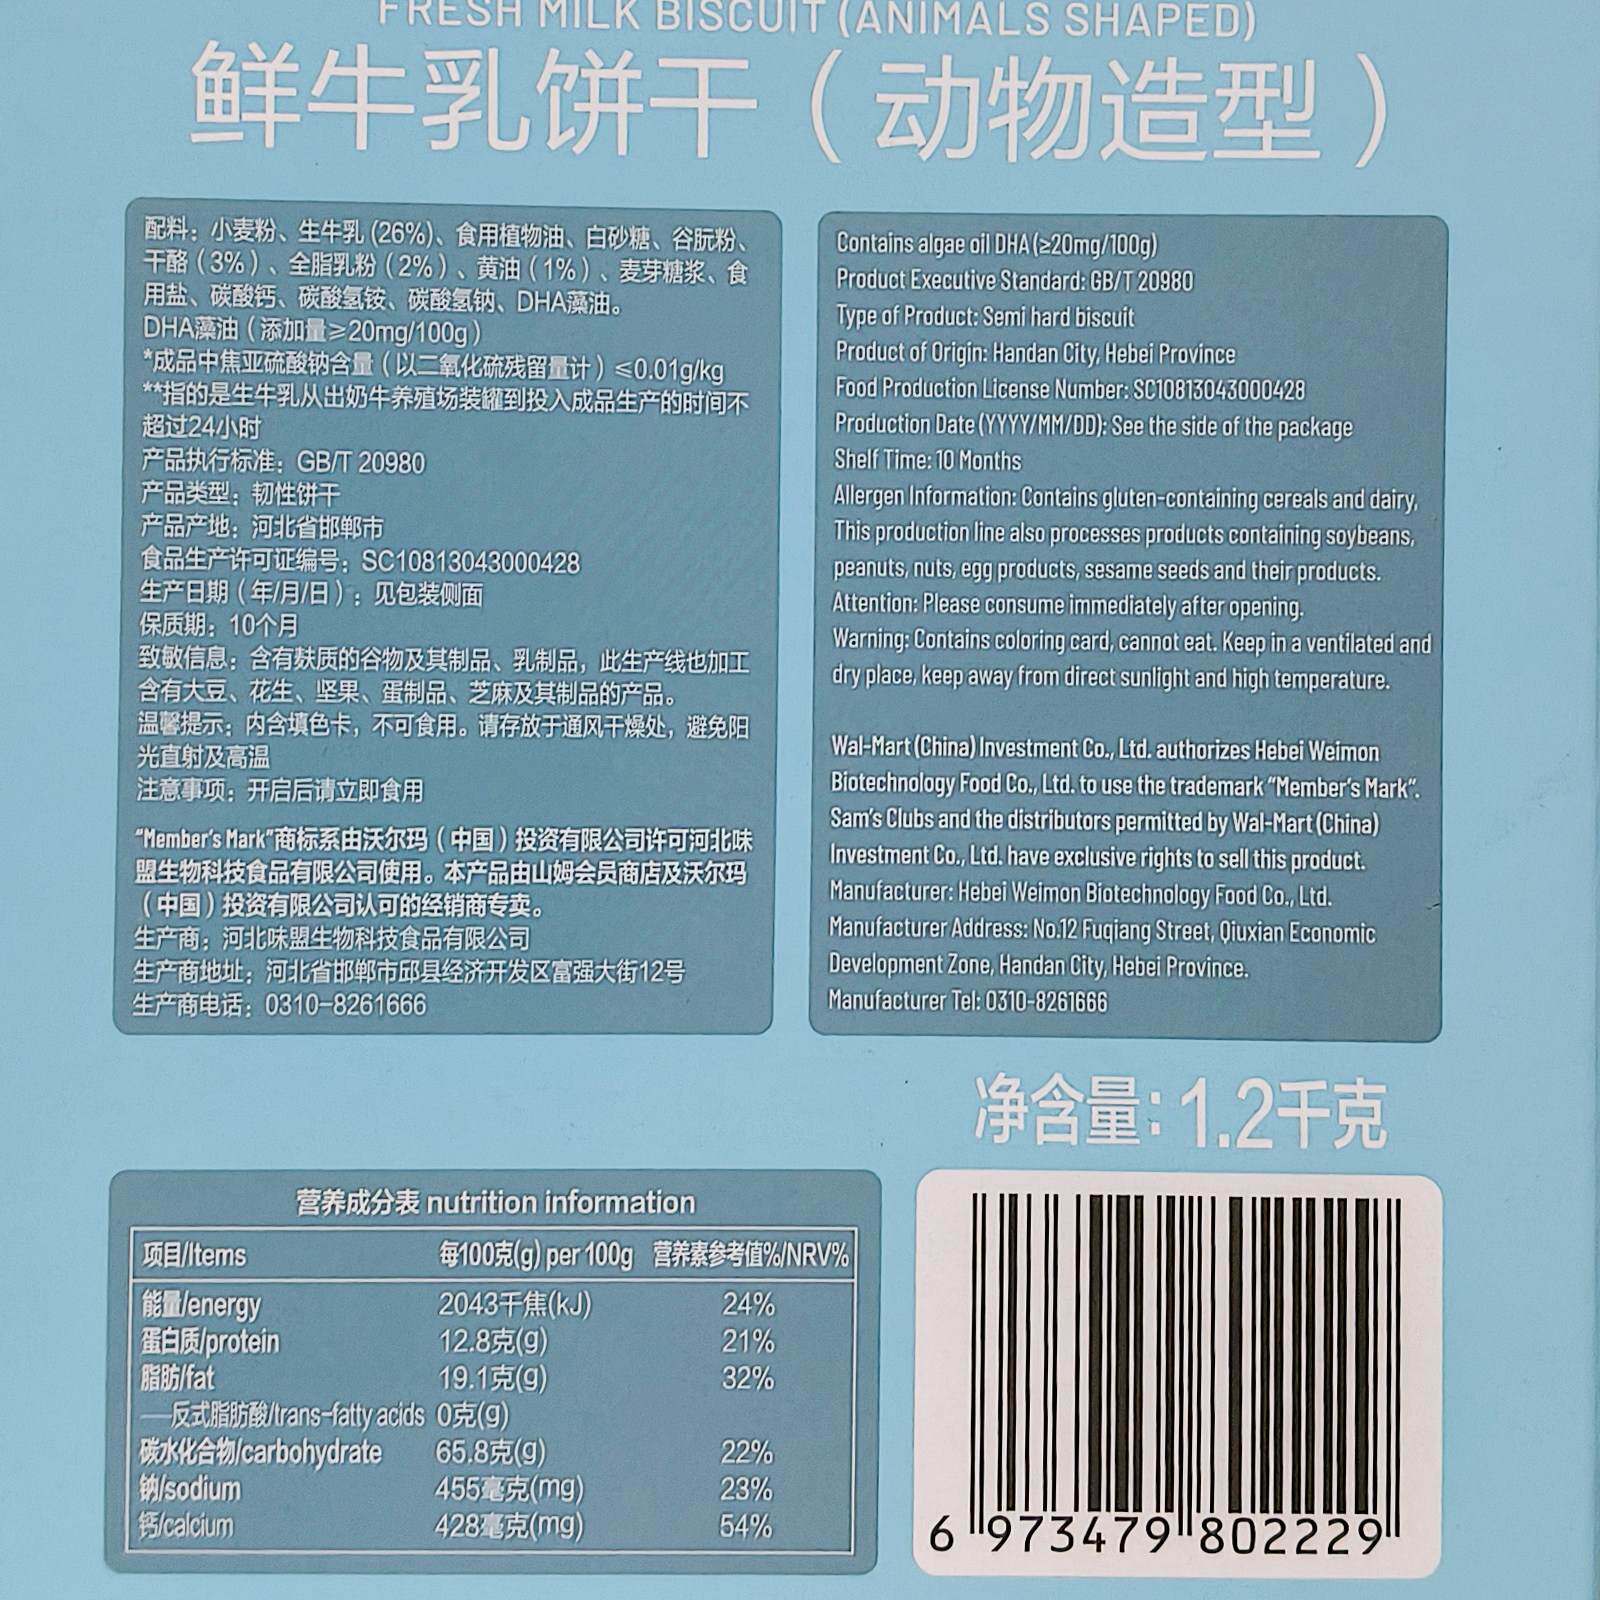 FRESH MILK BISCUIT (ANIMALS SHAPED)
鲜牛乳饼干（动物造型）
配料：小麦粉、生牛乳 (26%)、食用植物油、白砂糖、谷朊粉、
干酪（3%）、全脂乳粉（2%）、黄油（1%）、麦芽糖浆、食
用盐、碳酸钙、碳酸氢铵、碳酸氢钠、DHA藻油。
DHA藻油（添加量≥20mg/100g）
*成品中焦亚硫酸钠含量（以二氧化硫残留量计）≤0.01g/kg
**指的是生牛乳从出奶牛养殖场装罐到投入成品生产的时间不
超过24小时
产品执行标准：GB/T 20980
产品类型：韧性饼干
产品产地：河北省邯郸市
食品生产许可证编号：SC10813043000428
生产日期（年/月/日）：见包装侧面
保质期：10个月
致敏信息：含有麸质的谷物及其制品、乳制品，此生产线也加工
含有大豆、花生、坚果、蛋制品、芝麻及其制品的产品。
温馨提示：内含填色卡，不可食用。请存放于通风干燥处，避免阳
光直射及高温
注意事项：开启后请立即食用
“Member's Mark”商标系由沃尔玛（中国）投资有限公司许可河北味
盟生物科技食品有限公司使用。本产品由山姆会员商店及沃尔玛
（中国）投资有限公司认可的经销商专卖。
生产商：河北味盟生物科技食品有限公司
生产商地址：河北省邯郸市邱县经济开发区富强大街12号
生产商电话：0310-8261666
Contains algae oil DHA (≥20mg/100g)
Product Executive Standard: GB/T 20980
Type of Product: Semi hard biscuit
Product of Origin: Handan City, Hebei Province
Food Production License Number: SC10813043000428
Production Date (YYYY/MM/DD): See the side of the package
Shelf Time: 10 Months
Allergen Information: Contains gluten-containing cereals and dairy,
This production line also processes products containing soybeans,
peanuts, nuts, egg products, sesame seeds and their products.
Attention: Please consume immediately after opening.
Warning: Contains coloring card, cannot eat. Keep in a ventilated and
dry place, keep away from direct sunlight and high temperature.
Wal-Mart (China) Investment Co., Ltd. authorizes Hebei Weimon
Biotechnology Food Co., Ltd. to use the trademark “Member's Mark”.
Sam's Clubs and the distributors permitted by Wal-Mart (China)
Investment Co., Ltd. have exclusive rights to sell this product.
Manufacturer: Hebei Weimon Biotechnology Food Co., Ltd.
Manufacturer Address: No.12 Fuqiang Street, Qiuxian Economic
Development Zone, Handan City, Hebei Province.
Manufacturer Tel: 0310-8261666
净含量：1.2千克
营养成分表 nutrition information
项目/Items 每100克(g) per 100g 营养素参考值%/NRV%
能量/energy 2043千焦(kJ) 24%
蛋白质/protein 12.8克(g) 21%
脂肪/fat 19.1克(g) 32%
—反式脂肪酸/trans-fatty acids 0克(g)
碳水化合物/carbohydrate 65.8克(g) 22%
钠/sodium 455毫克(mg) 23%
钙/calcium 428毫克(mg) 54%
6 973479 802229